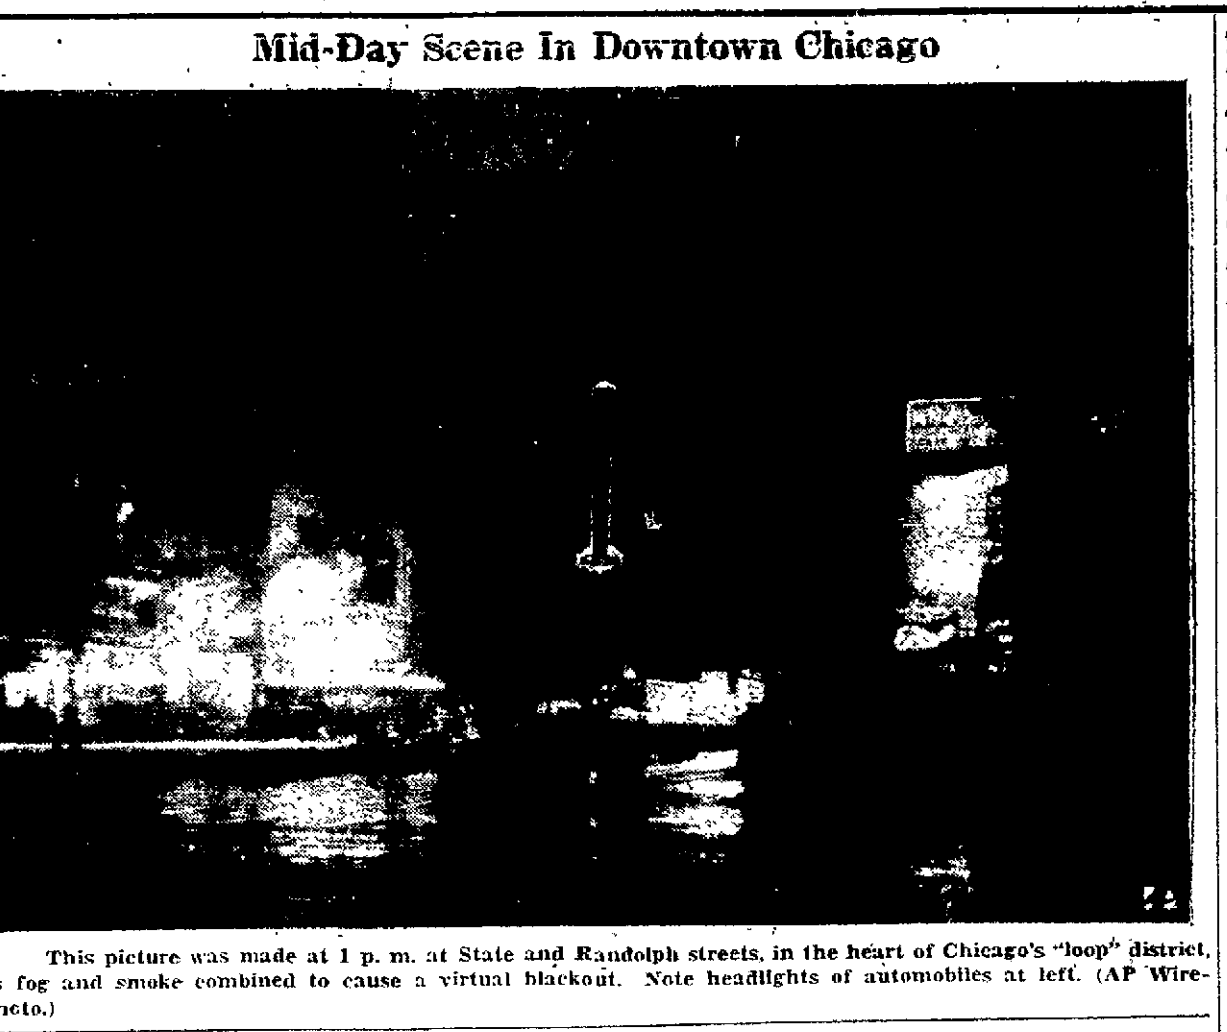 Mid-Day Scene In Downtown Chicago
This picture was made at 1 p. m. at State and Randolph streets, in the heart of Chicago's "loop" district,
fog and smoke combined to cause a virtual blackout. Note headlights of automobiles at left. (AP Wire-